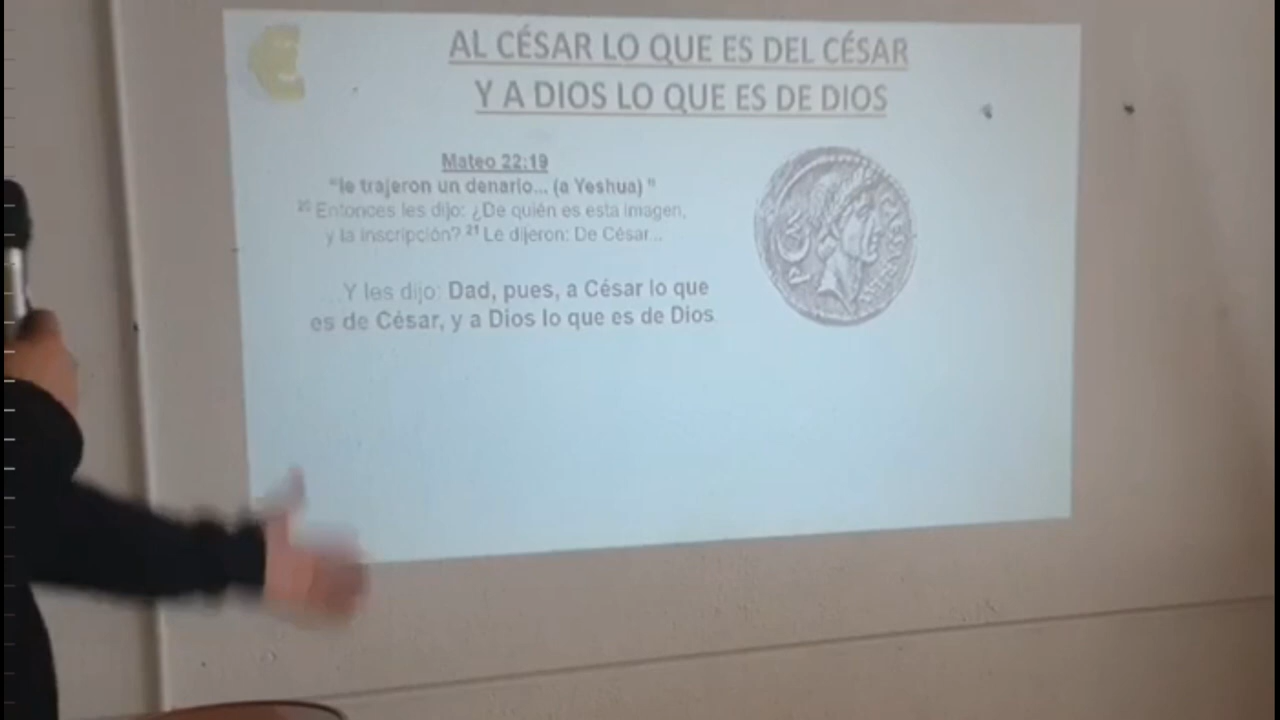 AL CÉSAR LO QUE ES DEL CÉSAR
Y A DIOS LO QUE ES DE DIOS
Mateo 22:19
"le trajeron un denario... (a Yeshua) "
20 Entonces les dijo: ¿De quién es esta imagen,
y la inscripción? 21 Le dijeron: De César...
...Y les dijo: Dad, pues, a César lo que
es de César, y a Dios lo que es de Dios